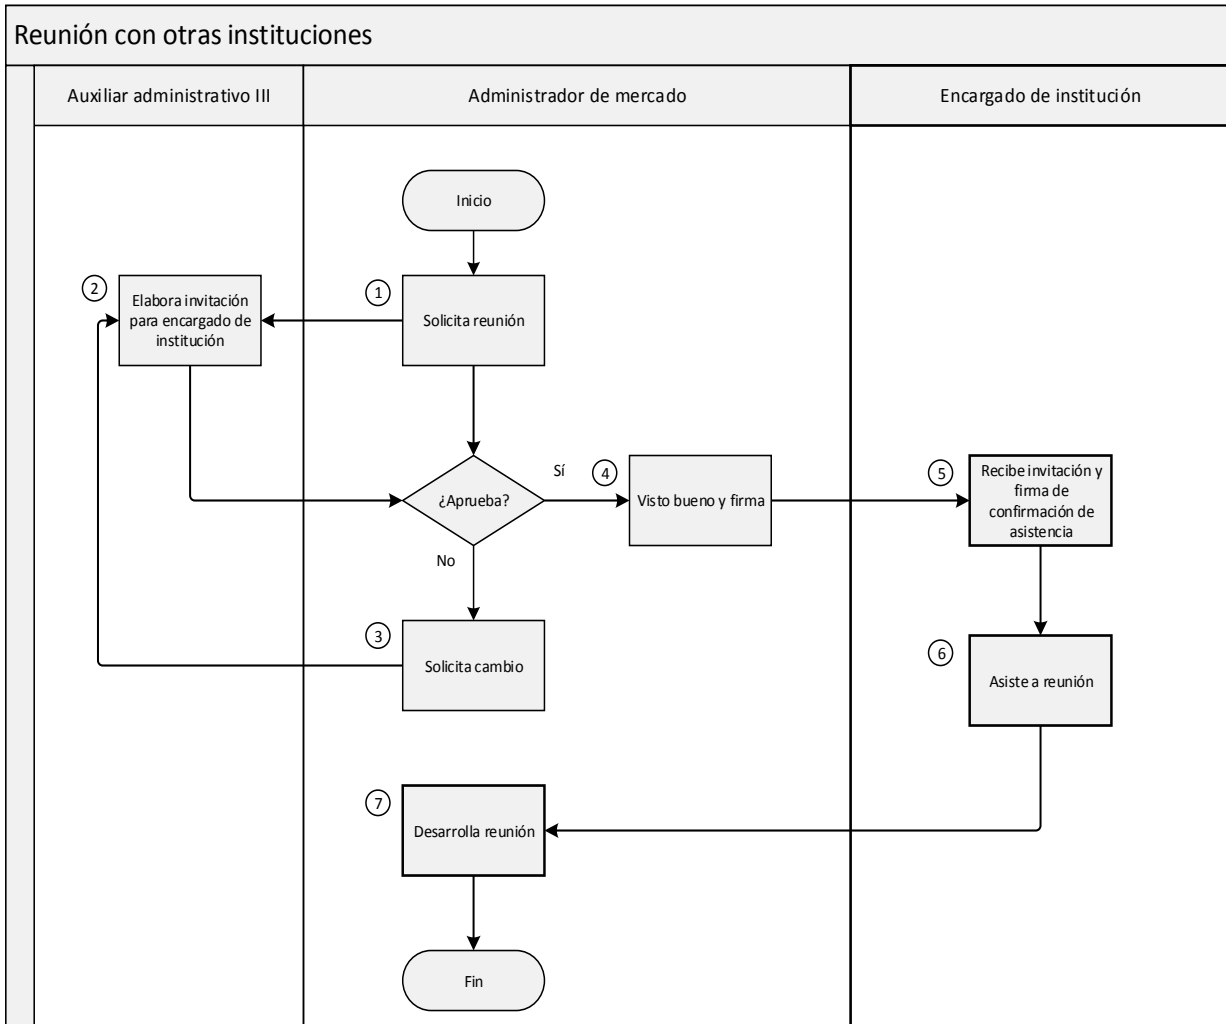 Reunión con otras instituciones
Auxiliar administrativo III
Administrador de mercado
Encargado de institución
Inicio
2
Elabora invitación
para encargado de
institución
1
Solicita reunión
¿Aprueba?
Sí
4
Visto bueno y firma
5
Recibe invitación y
firma de
confirmación de
asistencia
No
3
Solicita cambio
6
Asiste a reunión
7
Desarrolla reunión
Fin